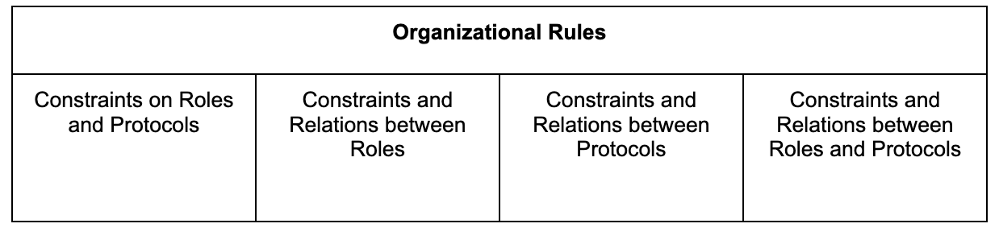 Organizational Rules
Constraints on Roles
and Protocols
Constraints and
Relations between
Roles
Constraints and
Relations between
Protocols
Constraints and
Relations between
Roles and Protocols